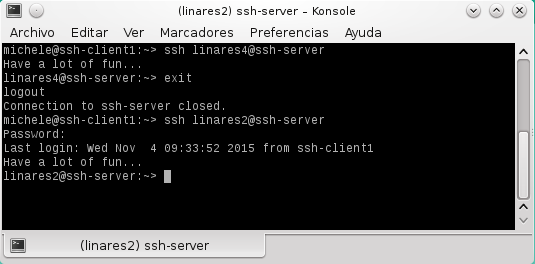 (linares2) ssh-server – Konsole
Archivo Editar Ver Marcadores Preferencias Ayuda
michele@ssh-client1:~> ssh linares4@ssh-server
Have a lot of fun...
linares4@ssh-server:~> exit
logout
Connection to ssh-server closed.
michele@ssh-client1:~> ssh linares2@ssh-server
Password:
Last login: Wed Nov  4 09:33:52 2015 from ssh-client1
Have a lot of fun...
linares2@ssh-server:~>
(linares2) ssh-server